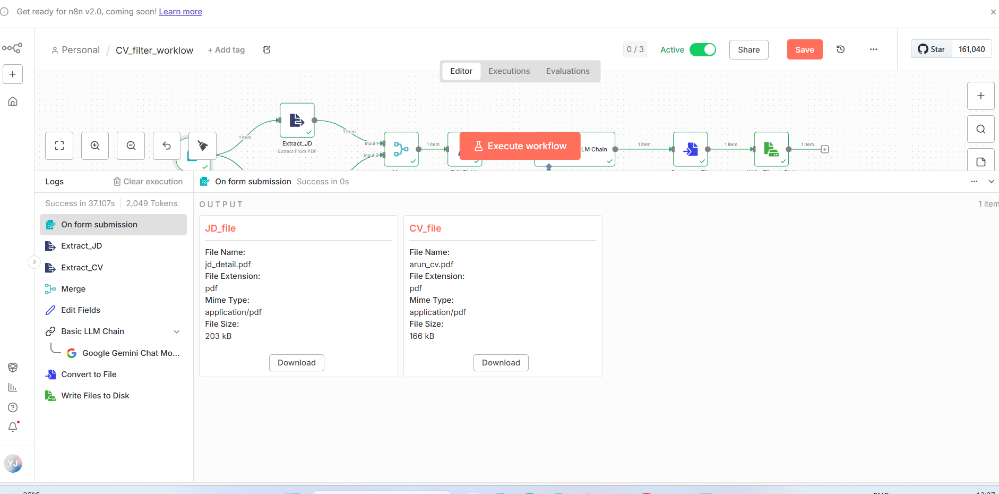 Get ready for n8n v2.0, coming soon! Learn more
Personal / CV_filter_worklow + Add tag
0 / 3
Active
Share
Save
Star 161,040
Editor Executions Evaluations
1 item
Extract_JD
Extract From PDF
1 item
Input 1
Input 2
1 item
Execute workflow
LM Chain
1 item
1 item
1 item
Logs
Clear execution
On form submission Success in 0s
Success in 37.107s 2,049 Tokens
OUTPUT
1 item
On form submission
Extract_JD
Extract_CV
Merge
Edit Fields
Basic LLM Chain
Google Gemini Chat Mo...
Convert to File
Write Files to Disk
JD_file
File Name:
jd_detail.pdf
File Extension:
pdf
Mime Type:
application/pdf
File Size:
203 kB
Download
CV_file
File Name:
arun_cv.pdf
File Extension:
pdf
Mime Type:
application/pdf
File Size:
166 kB
Download
YJ